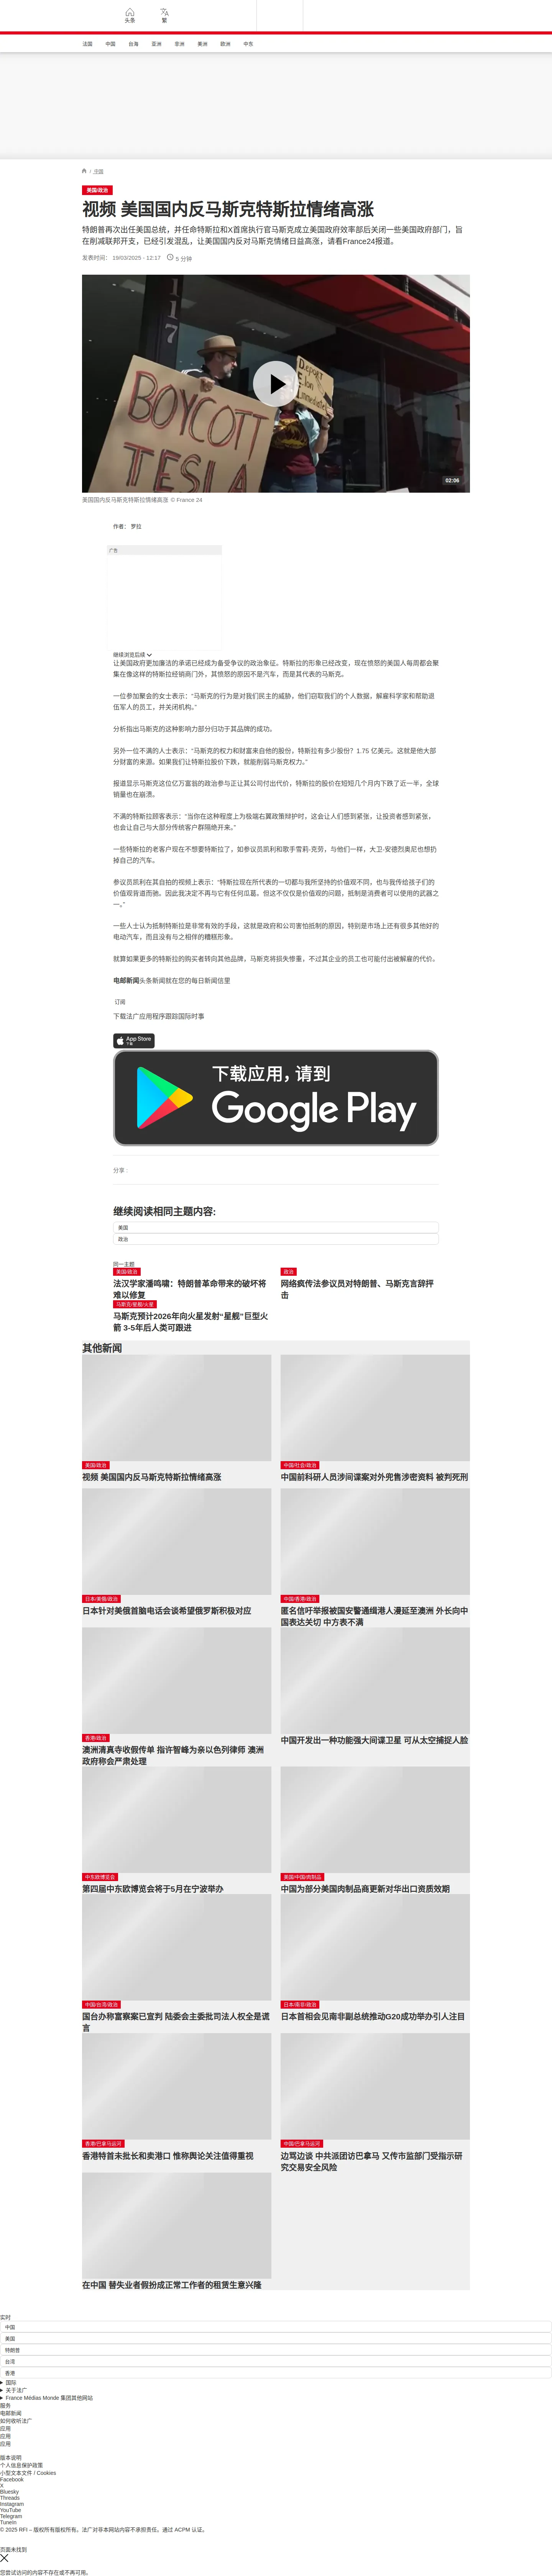 头条
繁
法国
中国
台海
亚洲
非洲
美洲
欧洲
中东
中国
美国/政治
视频 美国国内反马斯克特斯拉情绪高涨
特朗普再次出任美国总统，并任命特斯拉和X首席执行官马斯克成立美国政府效率部后关闭一些美国政府部门，旨
在削减联邦开支，已经引发混乱，让美国国内反对马斯克情绪日益高涨，请看France24报道。
发表时间： 19/03/2025 - 12:17
5 分钟
17
BOYCOTT
TESLA
02:06
美国国内反马斯克特斯拉情绪高涨 © France 24
作者： 罗拉
广告
继续浏览后续
让美国政府更加廉洁的承诺已经成为备受争议的政治象征。特斯拉的形象已经改变，现在愤怒的美国人每周都会聚
集在像这样的特斯拉经销商门外，其愤怒的原因不是汽车，而是其代表的马斯克。
一位参加聚会的女士表示：“马斯克的行为是对我们民主的威胁，他们窃取我们的个人数据，解雇科学家和帮助退
伍军人的员工，并关闭机构。”
分析指出马斯克的这种影响力部分归功于其品牌的成功。
另外一位不满的人士表示：“马斯克的权力和财富来自他的股份，特斯拉有多少股份？1.75 亿美元。这就是他大部
分财富的来源。如果我们让特斯拉股价下跌，就能削弱马斯克权力。”
报道显示马斯克这位亿万富翁的政治参与正让其公司付出代价，特斯拉的股价在短短几个月内下跌了近一半，全球
销量也在崩溃。
不满的特斯拉顾客表示：“当你在这种程度上为极端右翼政策辩护时，这会让人们感到紧张，让投资者感到紧张，
也会让自己与大部分传统客户群隔绝开来。”
一些特斯拉的老客户现在不想要特斯拉了，如参议员凯利和歌手雪莉-克劳，与他们一样，大卫-安德烈奥尼也想扔
掉自己的汽车。
参议员凯利在其自拍的视频上表示：“特斯拉现在所代表的一切都与我所坚持的价值观不同，也与我传给孩子们的
价值观背道而驰。因此我决定不再与它有任何瓜葛。但这不仅仅是价值观的问题，抵制是消费者可以使用的武器之
一。”
一些人士认为抵制特斯拉是非常有效的手段，这就是政府和公司害怕抵制的原因，特别是市场上还有很多其他好的
电动汽车，而且没有与之相伴的糟糕形象。
就算如果更多的特斯拉的购买者转向其他品牌，马斯克将损失惨重，不过其企业的员工也可能付出被解雇的代价。
电邮新闻头条新闻就在您的每日新闻信里
订阅
下载法广应用程序跟踪国际时事
App Store
下载
下载应用，请到
Google Play
分享 :
继续阅读相同主题内容:
美国
政治
同一主题
美国/政治
法汉学家潘鸣啸：特朗普革命带来的破坏将
难以修复
政治
网络疯传法参议员对特朗普、马斯克言辞抨
击
马斯克/星舰/火星
马斯克预计2026年向火星发射“星舰”巨型火
箭 3-5年后人类可跟进
其他新闻
美国/政治
视频 美国国内反马斯克特斯拉情绪高涨
中国/社会/政治
中国前科研人员涉间谍案对外兜售涉密资料 被判死刑
日本/美俄/政治
日本针对美俄首脑电话会谈希望俄罗斯积极对应
中国/香港/政治
匿名信吁举报被国安警通缉港人漫延至澳洲 外长向中
国表达关切 中方表不满
香港/政治
澳洲清真寺收假传单 指许智峰为亲以色列律师 澳洲
政府称会严肃处理
中国开发出一种功能强大间谍卫星 可从太空捕捉人脸
中东欧博览会
第四届中东欧博览会将于5月在宁波举办
美国/中国/肉制品
中国为部分美国肉制品商更新对华出口资质效期
中国/台湾/政治
国台办称富察案已宣判 陆委会主委批司法人权全是谎
言
日本/南非/政治
日本首相会见南非副总统推动G20成功举办引人注目
香港/巴拿马运河
香港特首未批长和卖港口 惟称舆论关注值得重视
中国/巴拿马运河
边骂边谈 中共派团访巴拿马 又传市监部门受指示研
究交易安全风险
在中国 替失业者假扮成正常工作者的租赁生意兴隆
实时
中国
美国
特朗普
台湾
香港
国际
关于法广
France Médias Monde 集团其他网站
服务
电邮新闻
如何收听法广
应用
应用
应用
版本说明
个人信息保护政策
小型文本文件 / Cookies
Facebook
X
Bluesky
Threads
Instagram
YouTube
Telegram
TuneIn
© 2025 RFI – 版权所有版权所有。法广对非本网站内容不承担责任。通过 ACPM 认证。
页面未找到
您尝试访问的内容不存在或不再可用。